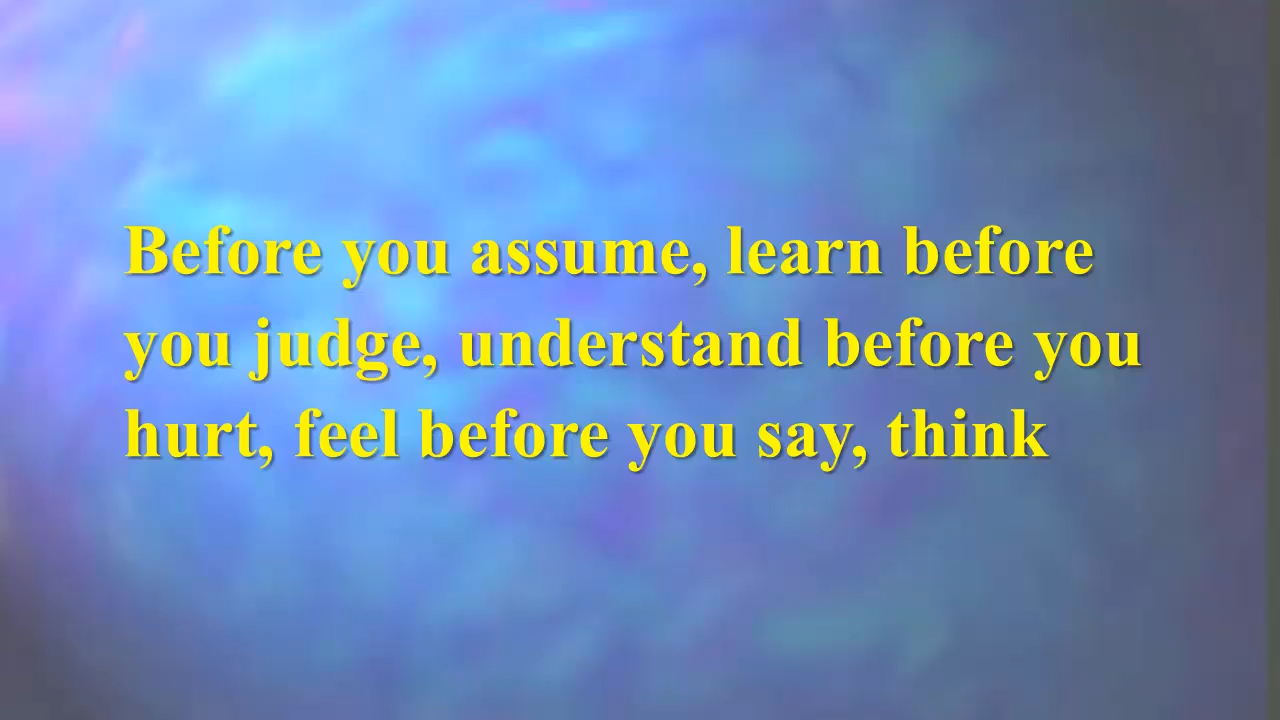 Before you assume, learn before
you judge, understand before you
hurt, feel before you say, think